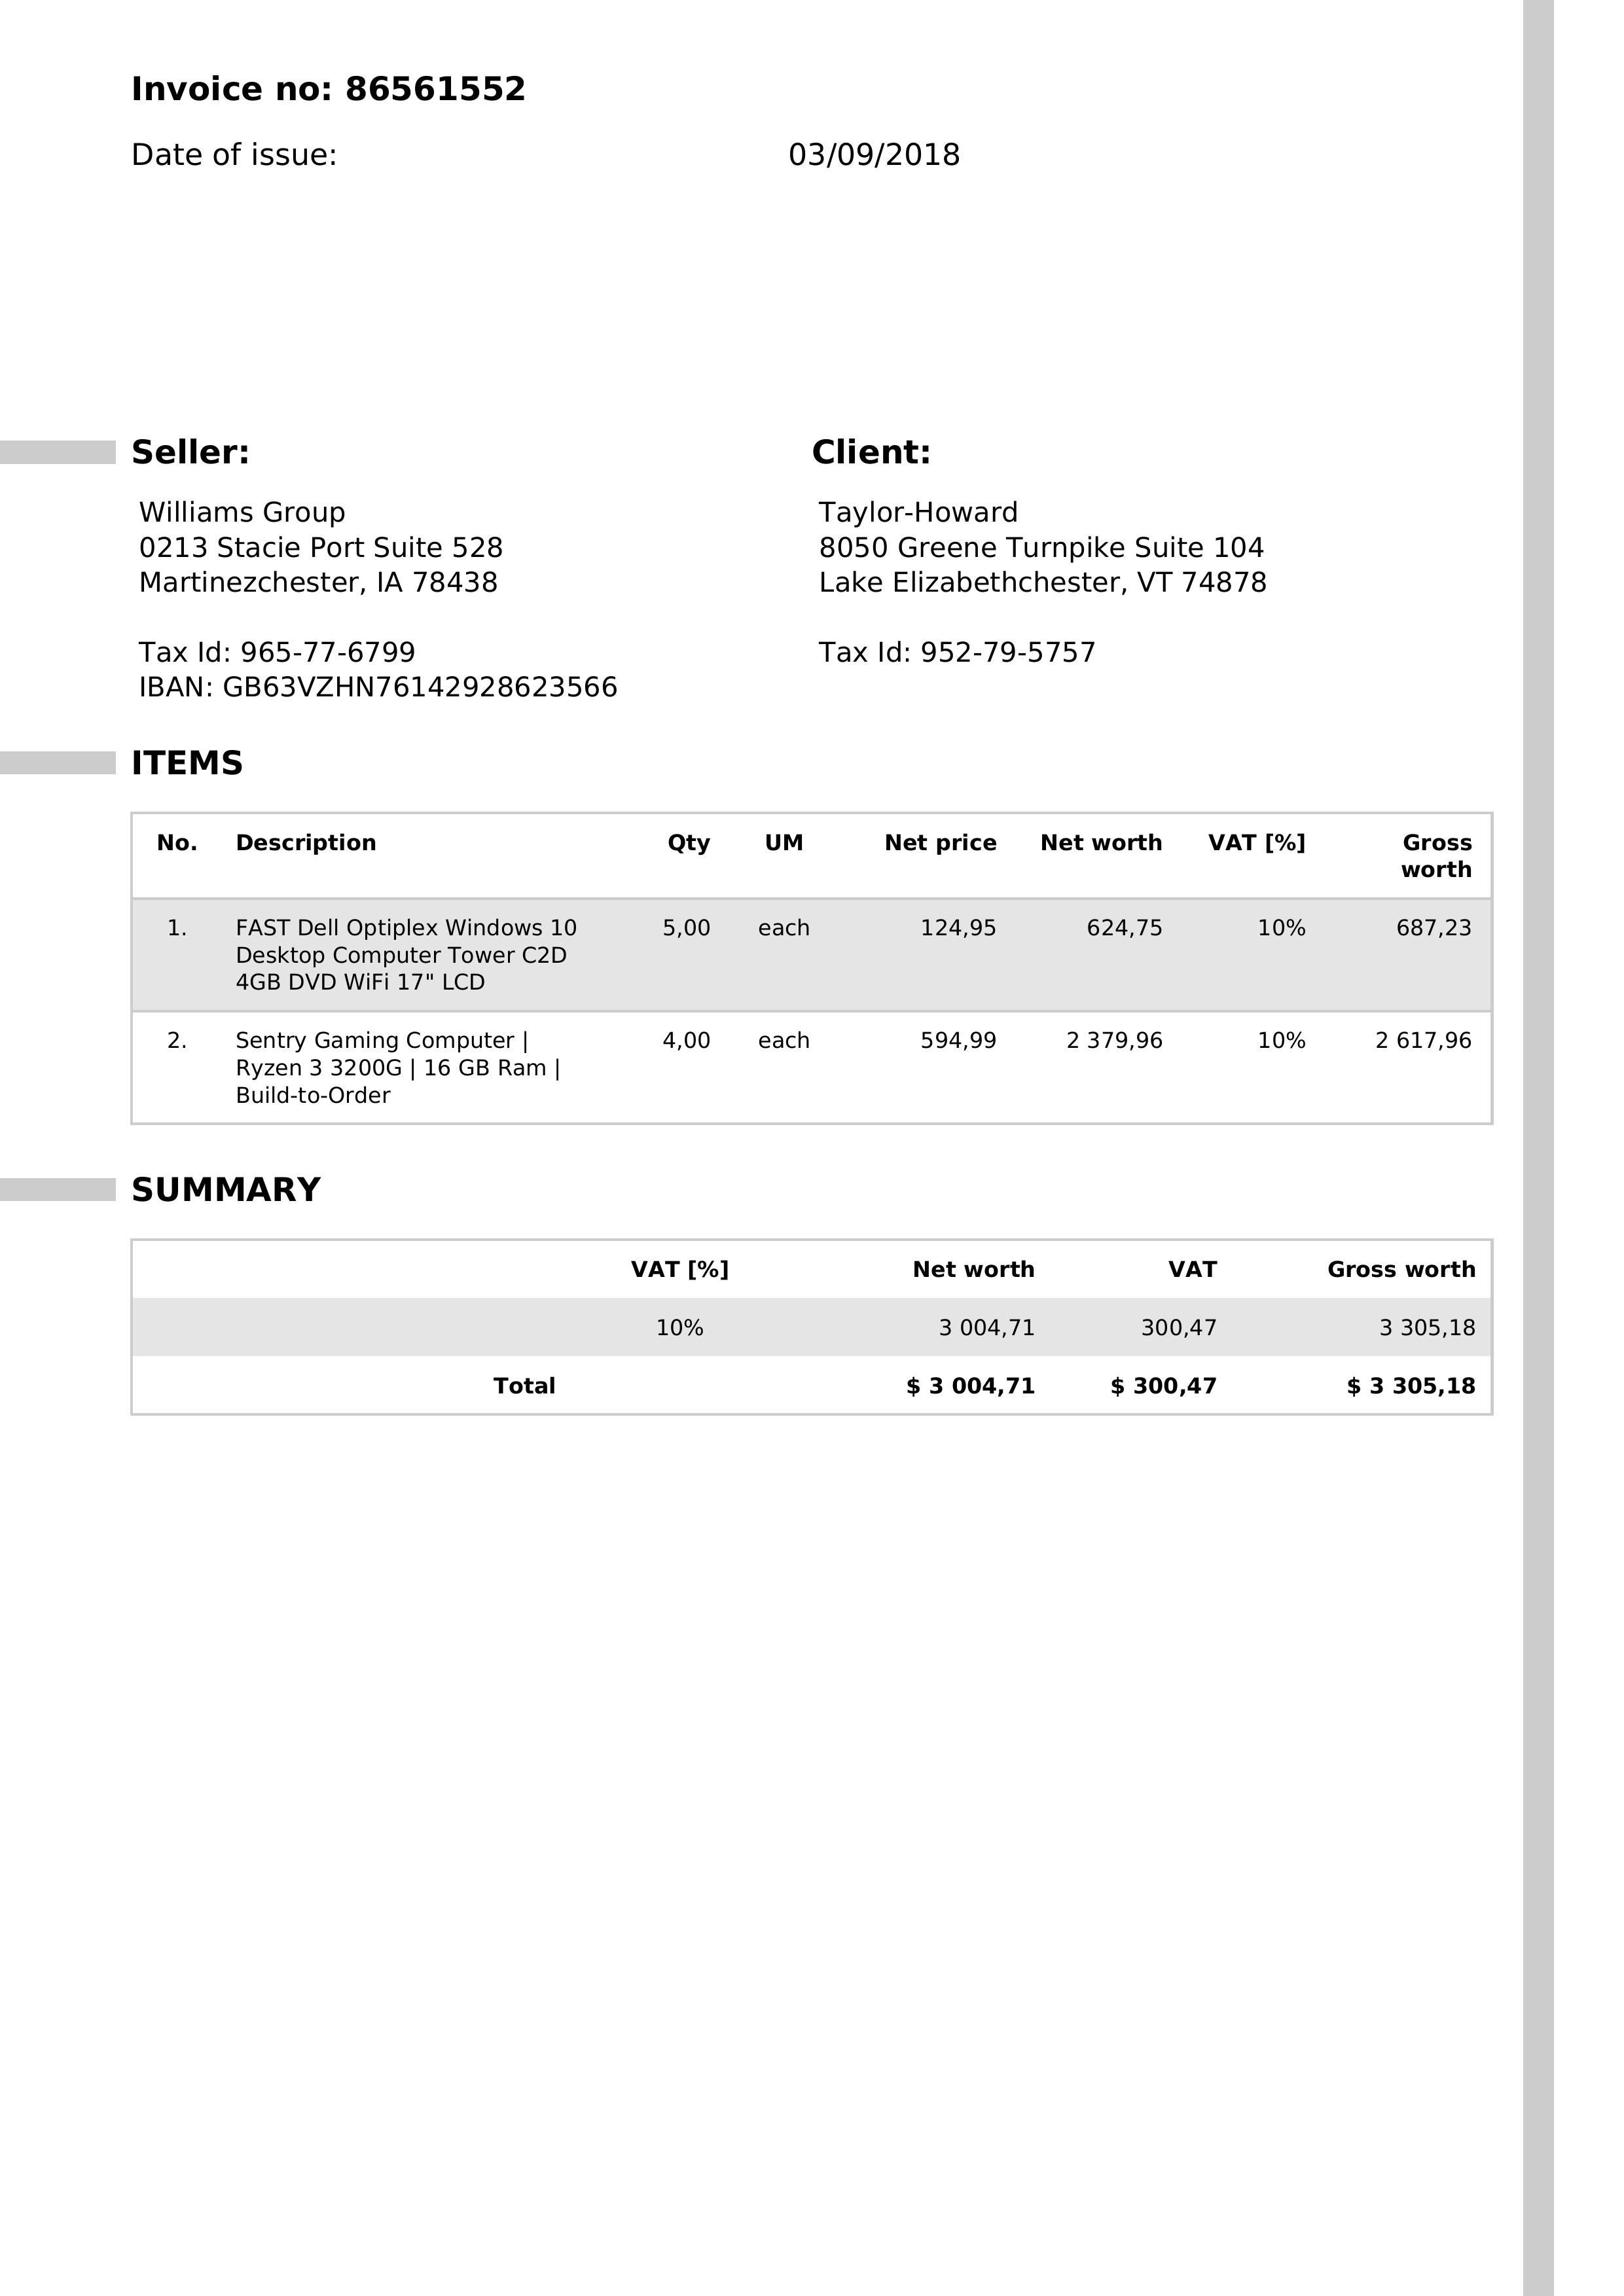 Invoice no: 86561552
Date of issue: 03/09/2018
Seller:
Williams Group
0213 Stacie Port Suite 528
Martinezchester, IA 78438
Tax Id: 965-77-6799
IBAN: GB63VZHN76142928623566
Client:
Taylor-Howard
8050 Greene Turnpike Suite 104
Lake Elizabethchester, VT 74878
Tax Id: 952-79-5757
ITEMS
No. Description Qty UM Net price Net worth VAT [%] Gross
worth
1. FAST Dell Optiplex Windows 10 5,00 each 124,95 624,75 10% 687,23
Desktop Computer Tower C2D
4GB DVD WiFi 17" LCD
2. Sentry Gaming Computer | 4,00 each 594,99 2 379,96 10% 2 617,96
Ryzen 3 3200G | 16 GB Ram |
Build-to-Order
SUMMARY
VAT [%] Net worth VAT Gross worth
10% 3 004,71 300,47 3 305,18
Total $ 3 004,71 $ 300,47 $ 3 305,18